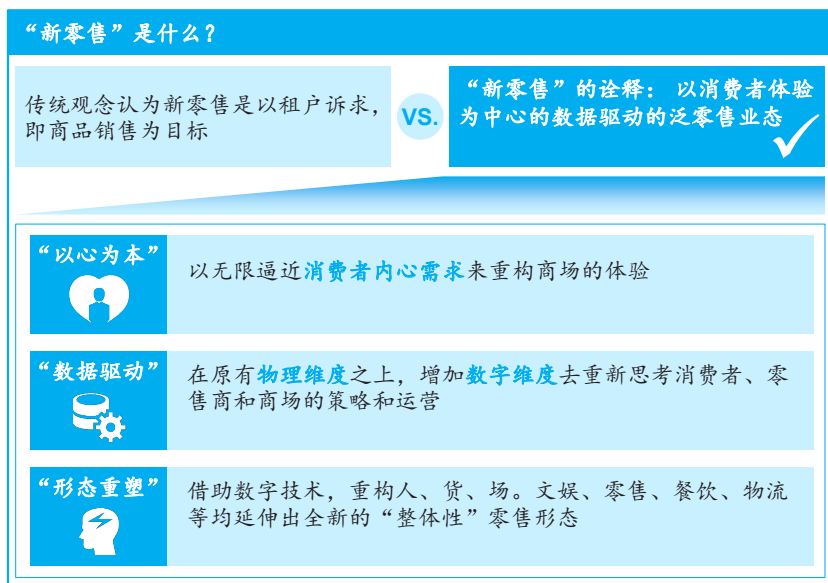 “新零售”是什么？
传统观念认为新零售是以租户诉求，
即商品销售为目标
VS.
“新零售”的诠释： 以消费者体验
为中心的数据驱动的泛零售业态
“以心为本”
以无限逼近消费者内心需求来重构商场的体验
“数据驱动”
在原有物理维度之上，增加数字维度去重新思考消费者、零
售商和商场的策略和运营
“形态重塑”
借助数字技术，重构人、货、场。文娱、零售、餐饮、物流
等均延伸出全新的“整体性”零售形态